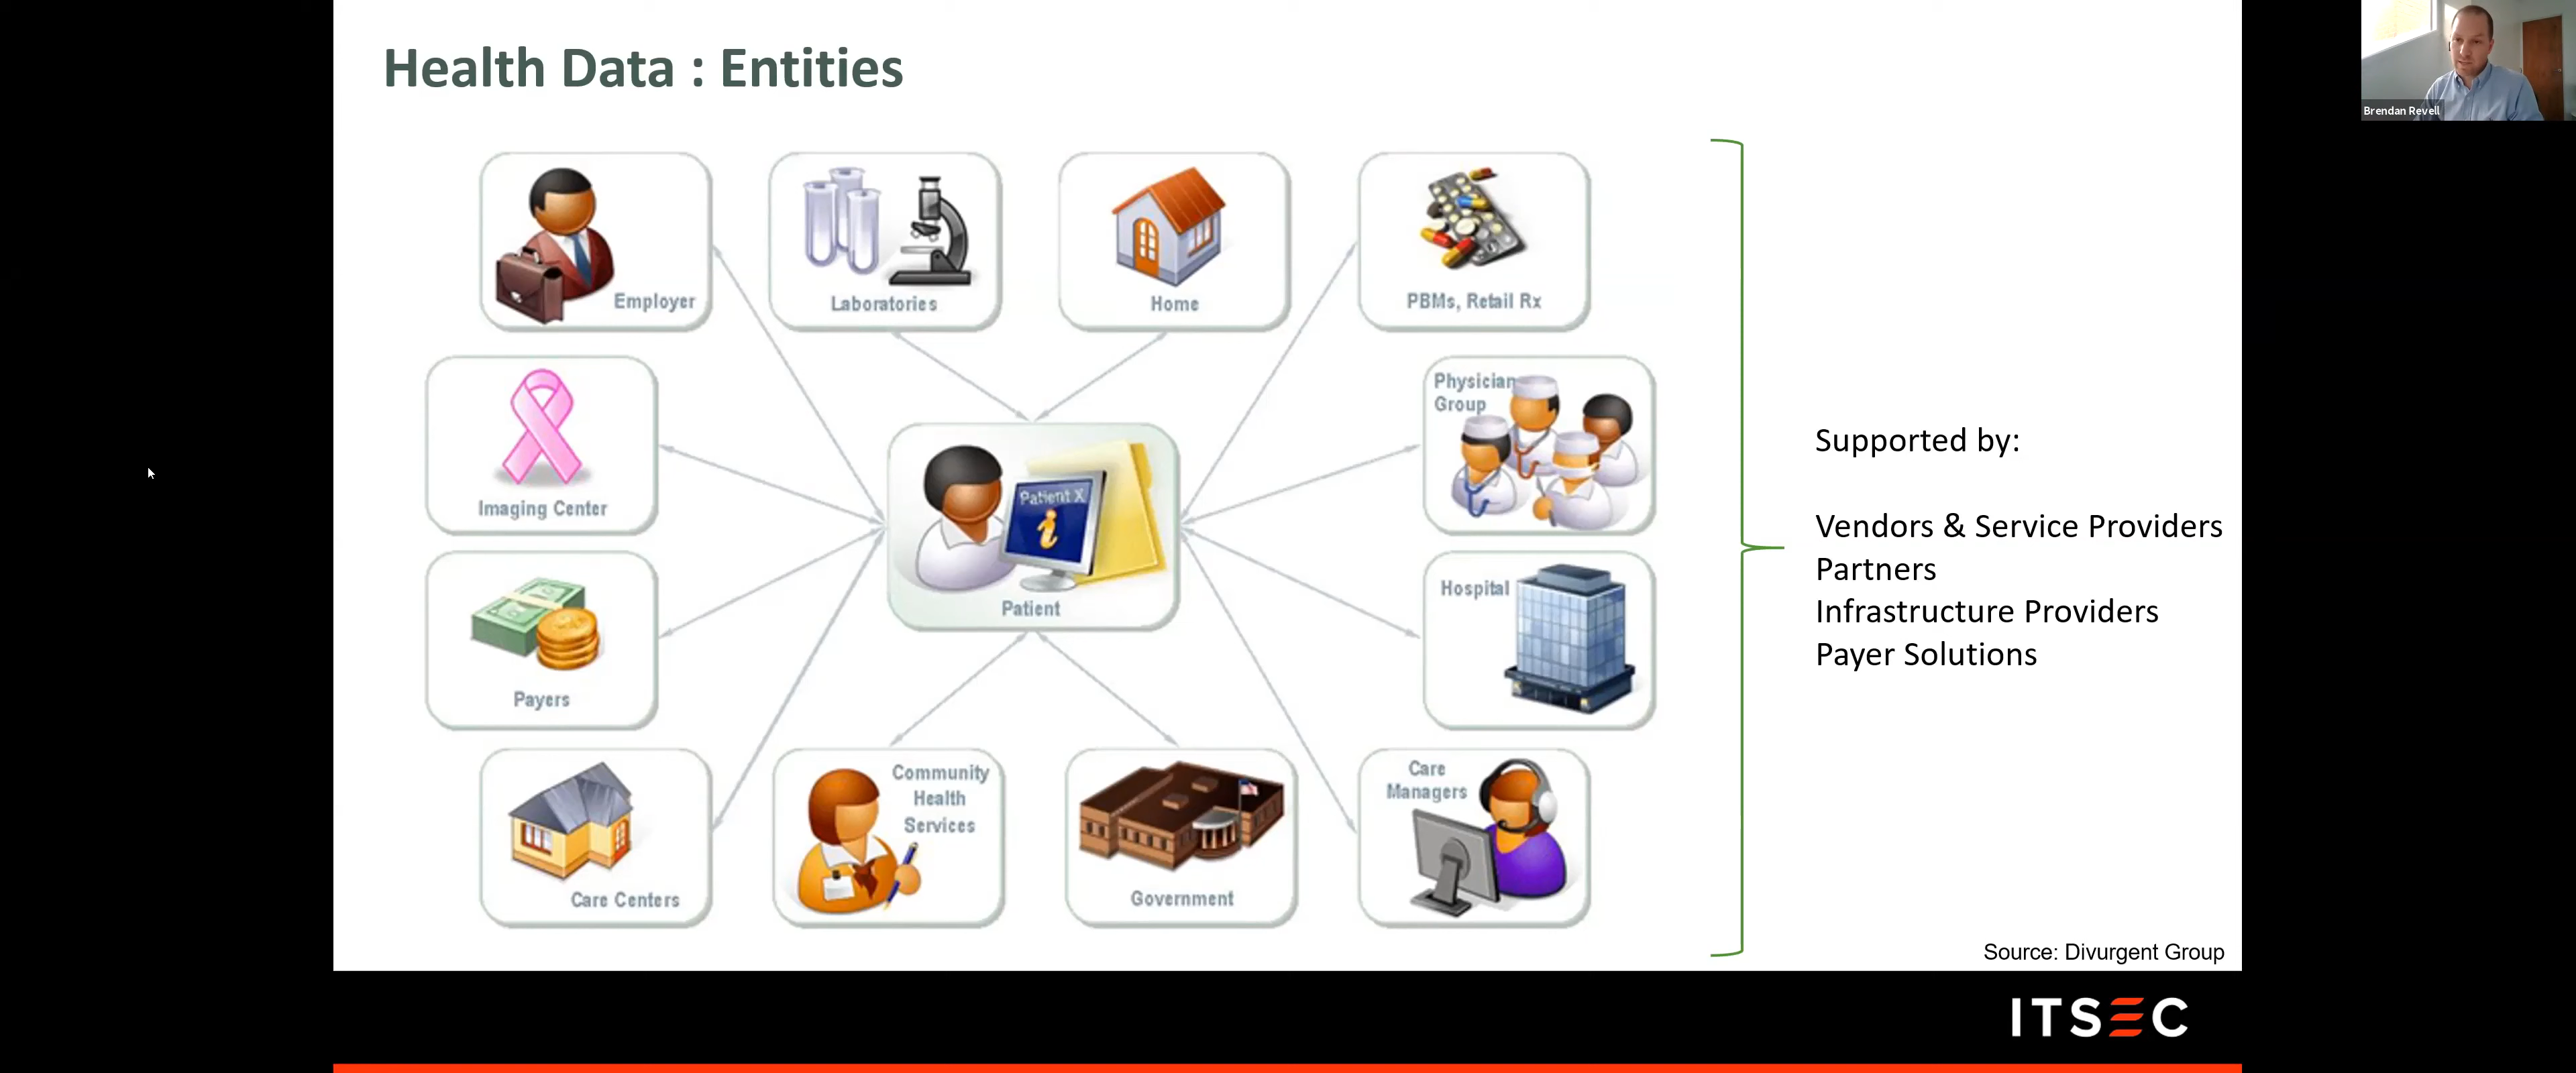 Health Data : Entities
Brendan Revell
Employer
Laboratories
Home
PBMs, Retail Rx
Imaging Center
Physician
Group
Patient X
Patient
Payers
Hospital
Care Centers
Community
Health
Services
Government
Care
Managers
Supported by:
Vendors & Service Providers
Partners
Infrastructure Providers
Payer Solutions
Source: Divurgent Group
ITSEC